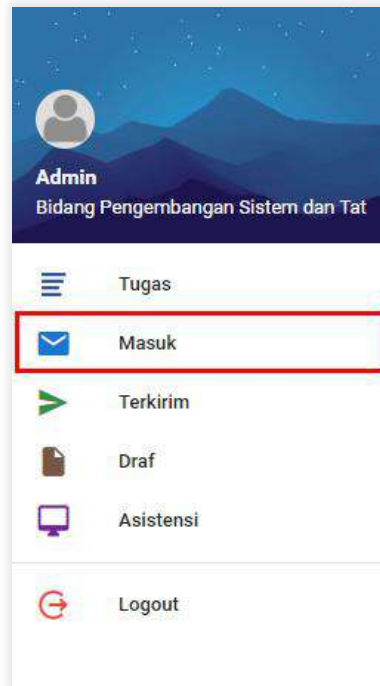 Admin
Bidang Pengembangan Sistem dan Tat
Tugas
Masuk
Terkirim
Draf
Asistensi
Logout